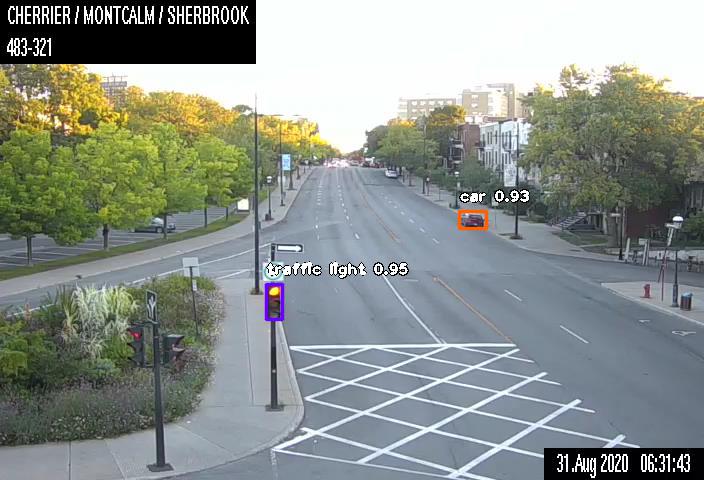 CHERRIER / MONTCALM / SHERBROOK
483-321
car 0.93
traffic light 0.95
31.Aug 2020 06:31:43